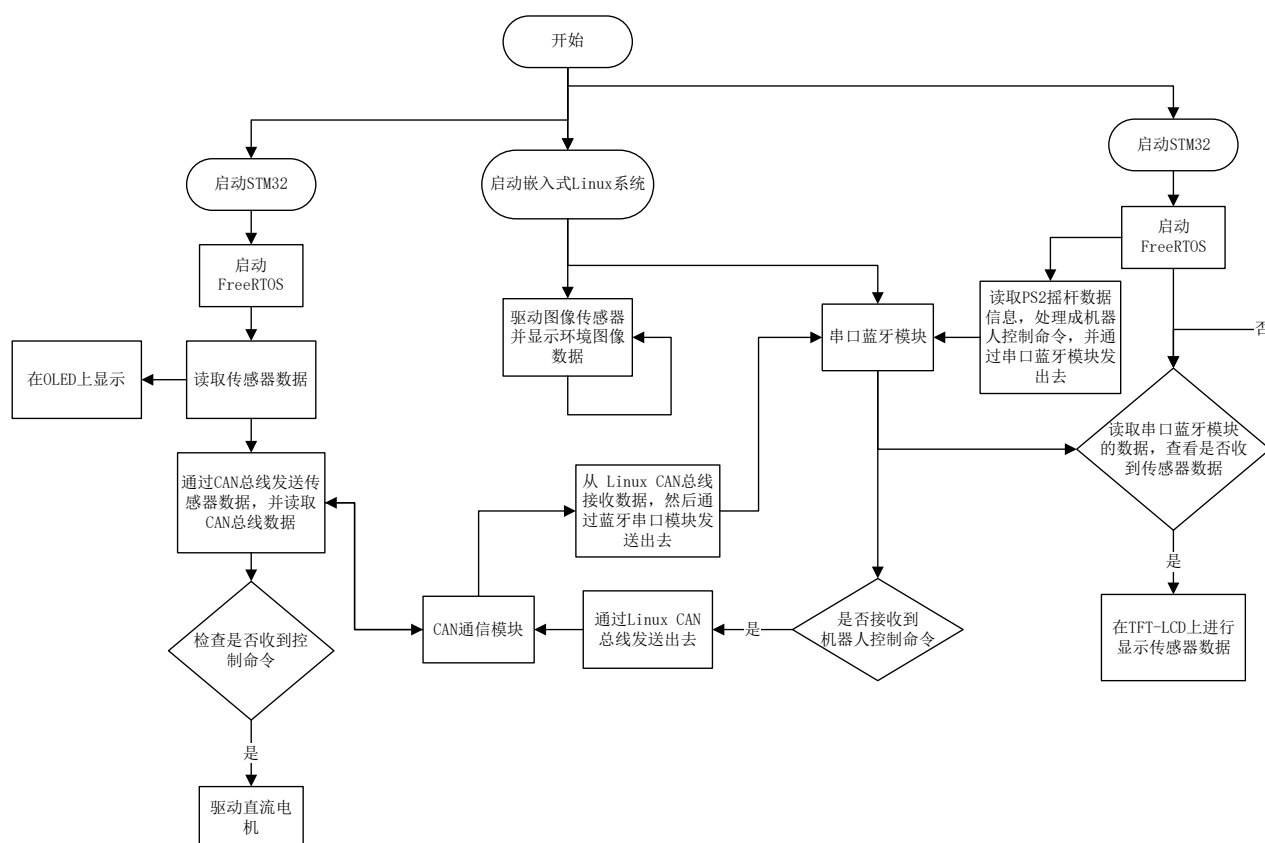 开始
启动STM32
启动嵌入式Linux系统
启动STM32
启动
FreeRTOS
启动
FreeRTOS
驱动图像传感器
并显示环境图像
数据
串口蓝牙模块
读取PS2摇杆数据
信息，处理成机器
人控制命令，并通
过串口蓝牙模块发
出去
否
在OLED上显示
读取传感器数据
读取串口蓝牙模块
的数据，查看是否收
到传感器数据
通过CAN总线发送传
感器数据，并读取
CAN总线数据
从 Linux CAN总线
接收数据，然后通
过蓝牙串口模块发
送出去
是
检查是否收到控
制命令
CAN通信模块
通过Linux CAN
总线发送出去
是
是否接收到
机器人控制命令
在TFT-LCD上进行
显示传感器数据
是
驱动直流电
机